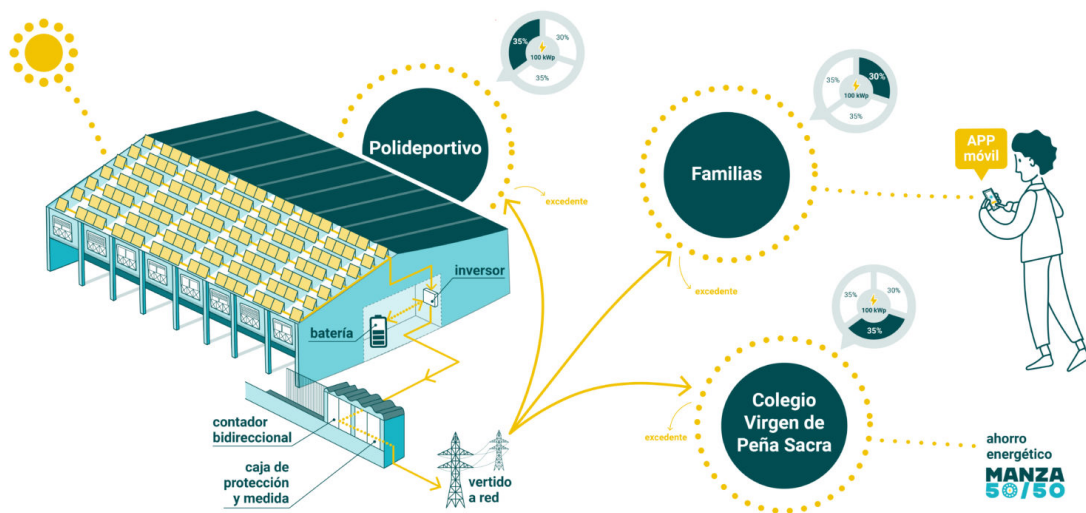 35%
30%
100 kWp
35%
Polideportivo
excedente
35%
30%
100 kWp
35%
Familias
excedente
APP
móvil
inversor
batería
35%
30%
100 kWp
35%
Colegio
Virgen de
Peña Sacra
excedente
contador
bidireccional
caja de
protección
y medida
vertido
a red
ahorro
energético
MANZA
50/50